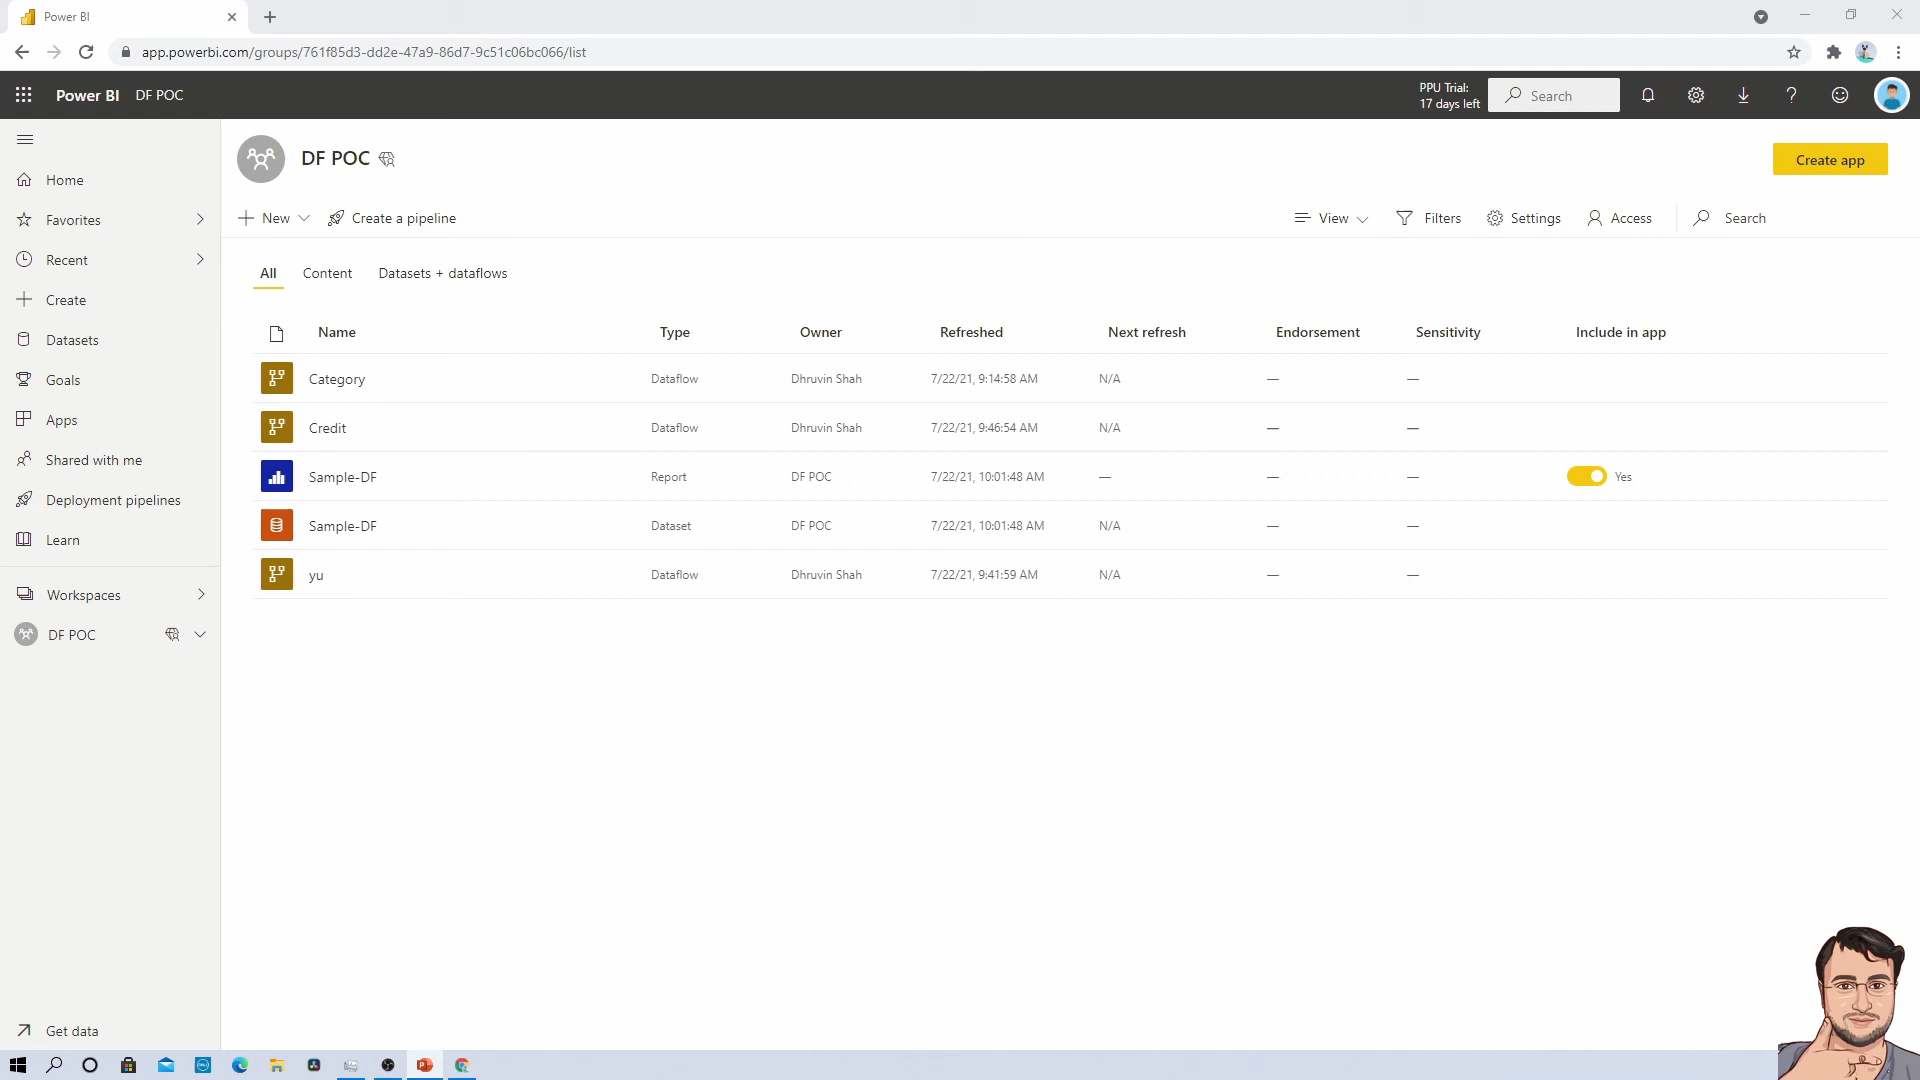 Power BI
app.powerbi.com/groups/761f85d3-dd2e-47a9-86d7-9c51c06bc066/list
Power BI DF POC
PPU Trial:
17 days left
Search
DF POC
Create app
New
Create a pipeline
View
Filters
Settings
Access
Search
Home
Favorites
Recent
Create
Datasets
Goals
Apps
Shared with me
Deployment pipelines
Learn
Workspaces
DF POC
Get data
All Content Datasets + dataflows
Name Type Owner Refreshed Next refresh Endorsement Sensitivity Include in app
Category Dataflow Dhruvin Shah 7/22/21, 9:14:58 AM N/A — —
Credit Dataflow Dhruvin Shah 7/22/21, 9:46:54 AM N/A — —
Sample-DF Report DF POC 7/22/21, 10:01:48 AM — — — Yes
Sample-DF Dataset DF POC 7/22/21, 10:01:48 AM N/A — —
yu Dataflow Dhruvin Shah 7/22/21, 9:41:59 AM N/A — —